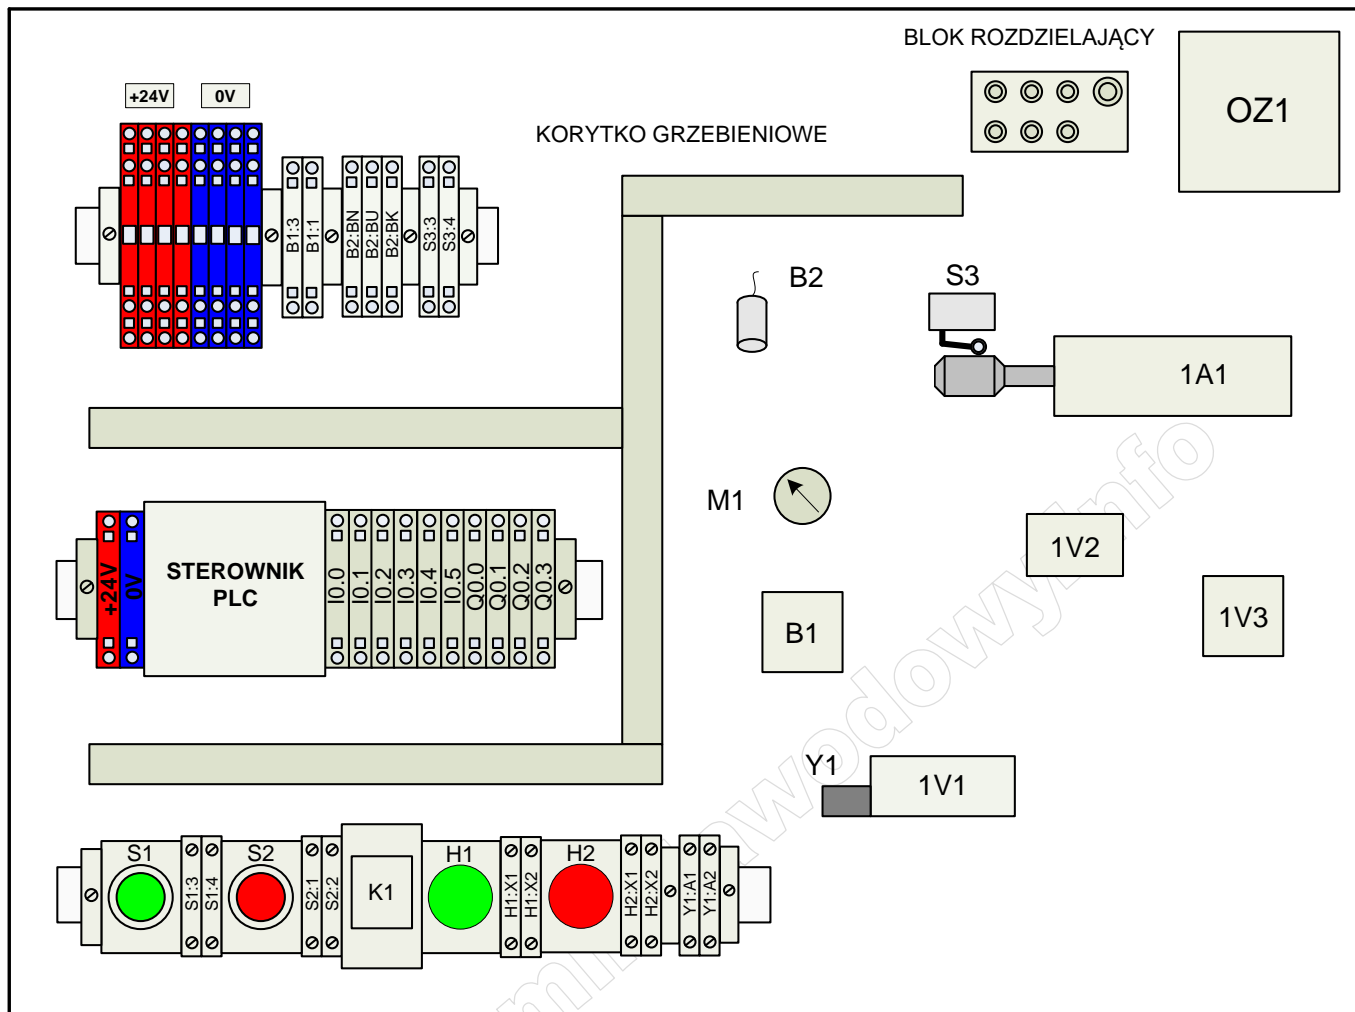 BLOK ROZDZIELAJĄCY
OZ1
+24V
0V
KORYTKO GRZEBIENIOWE
B1:3
B1:1
B2:BN
B2:BU
B2:BK
S3:3
S3:4
B2
S3
1A1
M1
1V2
+24V
0V
STEROWNIK
PLC
I0.0
I0.1
I0.2
I0.3
I0.4
I0.5
Q0.0
Q0.1
Q0.2
Q0.3
B1
1V3
Y1
1V1
S1
S1:3
S1:4
S2
S2:1
S2:2
K1
H1
H1:X1
H1:X2
H2
H2:X1
H2:X2
Y1:A1
Y1:A2